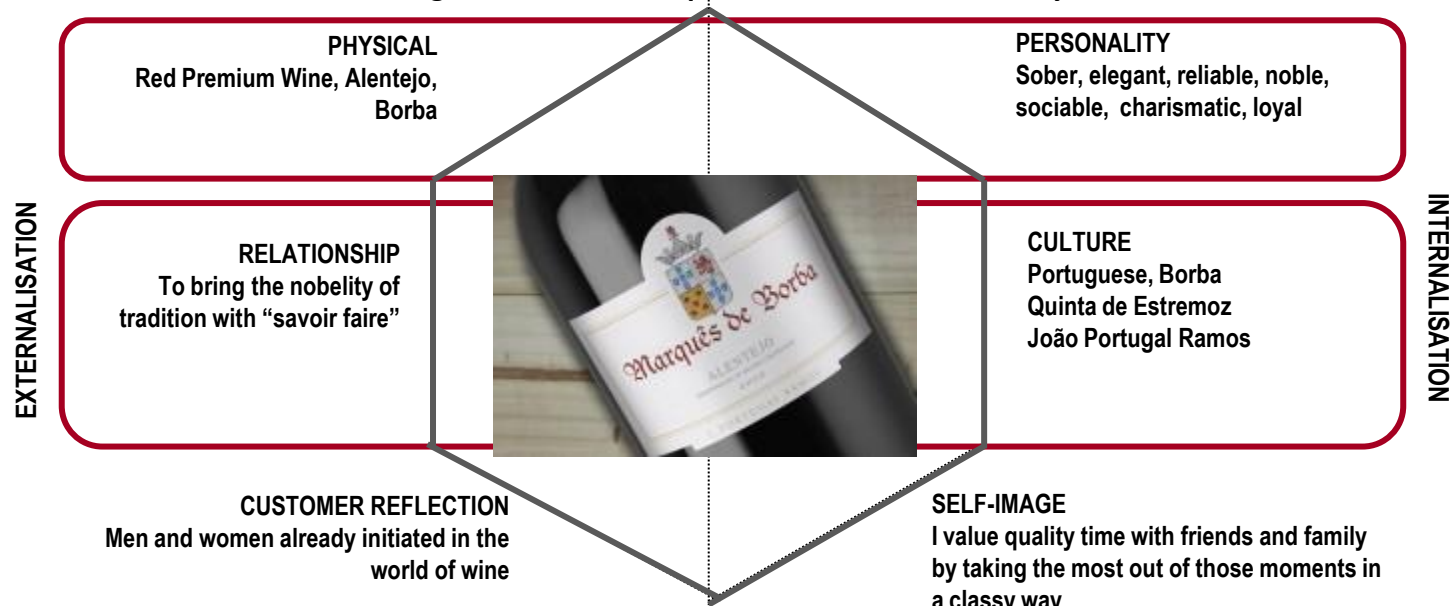 PHYSICAL
Red Premium Wine, Alentejo,
Borba
PERSONALITY
Sober, elegant, reliable, noble,
sociable, charismatic, loyal
EXTERNALISATION
RELATIONSHIP
To bring the nobelity of
tradition with “savoir faire”
Marquês de Borba
ALENTEJO
CULTURE
Portuguese, Borba
Quinta de Estremoz
João Portugal Ramos
INTERNALISATION
CUSTOMER REFLECTION
Men and women already initiated in the
world of wine
SELF-IMAGE
I value quality time with friends and family
by taking the most out of those moments in
a classy way